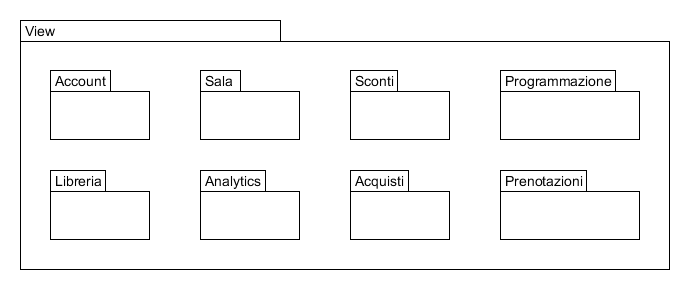 View
Account
Sala
Sconti
Programmazione
Libreria
Analytics
Acquisti
Prenotazioni